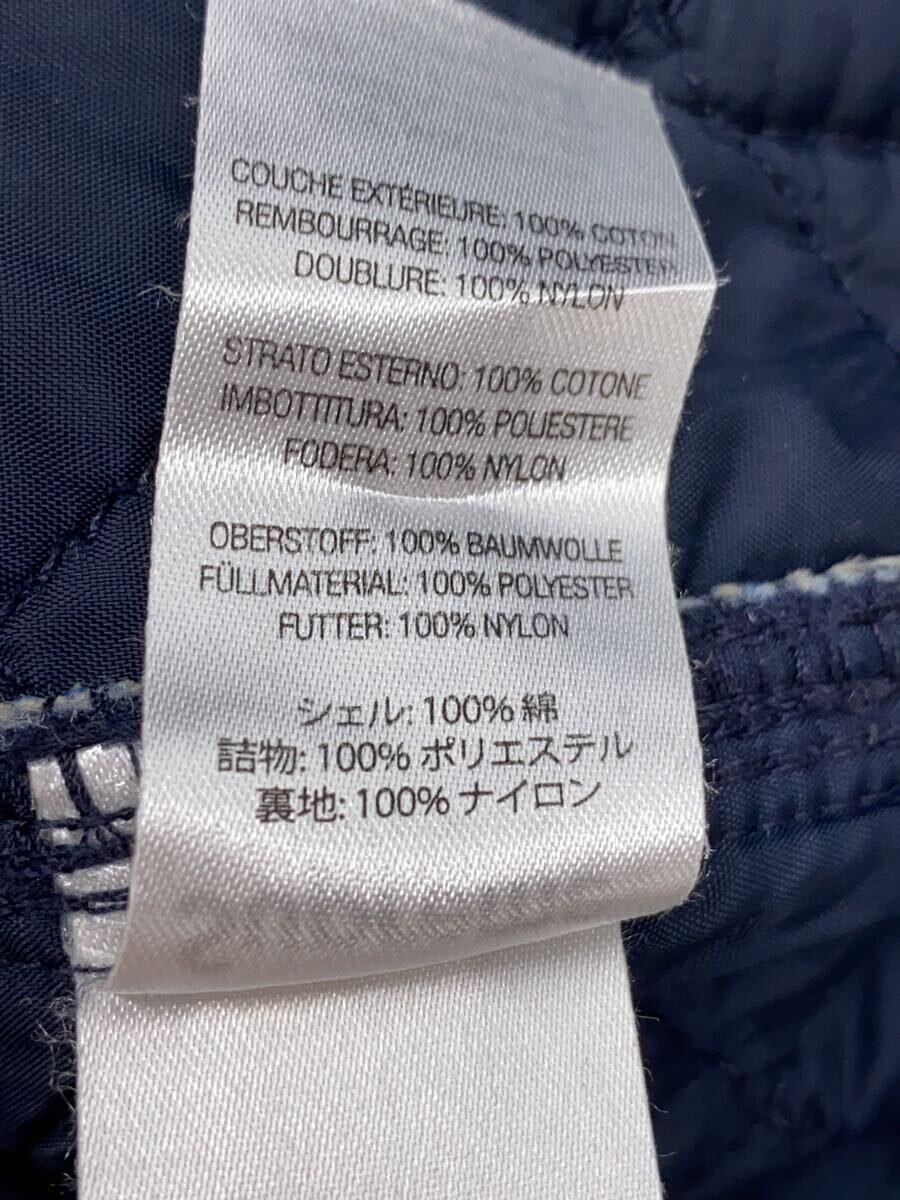 COUCHE EXTÉRIEURE: 100% COTON
REMBOURRAGE: 100% POLYESTER
DOUBLURE: 100% NYLON
STRATO ESTERNO: 100% COTONE
IMBOTTITURA: 100% POLIESTERE
FODERA: 100% NYLON
OBERSTOFF: 100% BAUMWOLLE
FÜLLMATERIAL: 100% POLYESTER
FUTTER: 100% NYLON
シェル: 100% 綿
詰物: 100% ポリエステル
裏地: 100% ナイロン